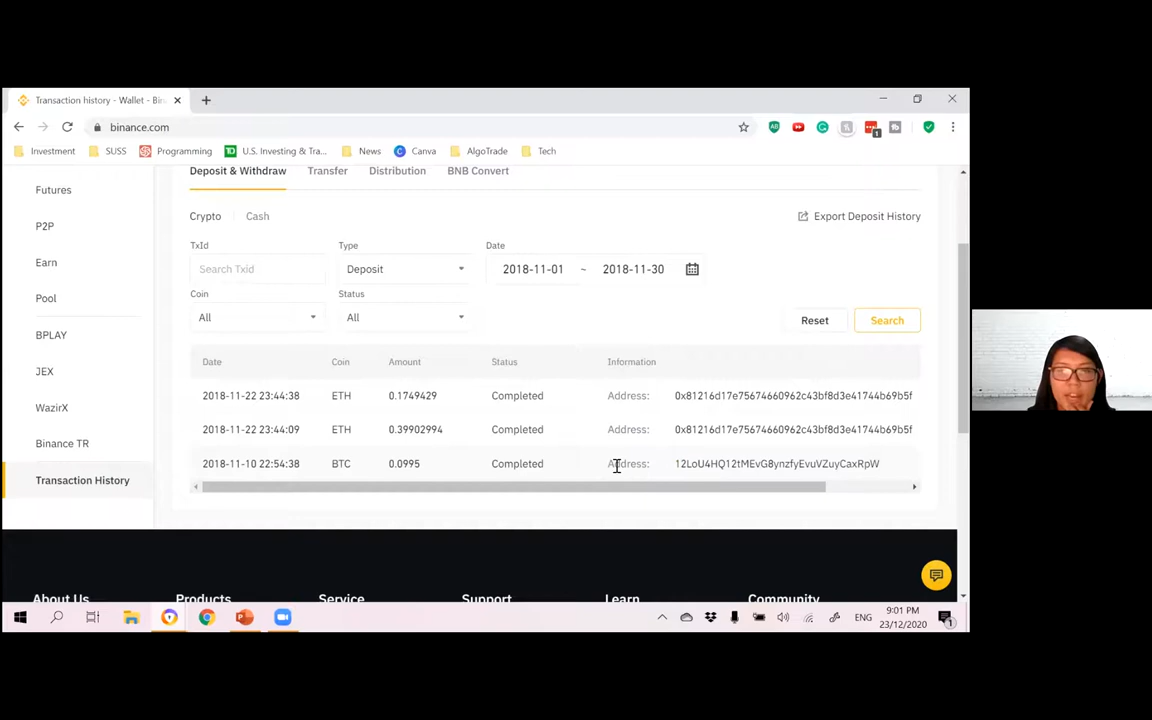 Transaction history - Wallet - Bin
binance.com
Investment SUSS Programming U.S. Investing & Tra... News Canva AlgoTrade Tech
Deposit & Withdraw Transfer Distribution BNB Convert
Futures
P2P
Earn
Pool
BPLAY
JEX
WazirX
Binance TR
Transaction History
Crypto Cash Export Deposit History
TxId Type Date
Search Txid Deposit 2018-11-01 ~ 2018-11-30
Coin Status
All All Reset Search
Date Coin Amount Status Information
2018-11-22 23:44:38 ETH 0.1749429 Completed Address: 0x81216d17e75674660962c43bf8d3e41744b69b5f
2018-11-22 23:44:09 ETH 0.39902994 Completed Address: 0x81216d17e75674660962c43bf8d3e41744b69b5f
2018-11-10 22:54:38 BTC 0.0995 Completed Address: 12LoU4HQ12tMEvG8ynzfyEvuVZuyCaxRpW
About Us Products Service Support Learn Community
ENG 9:01 PM
23/12/2020